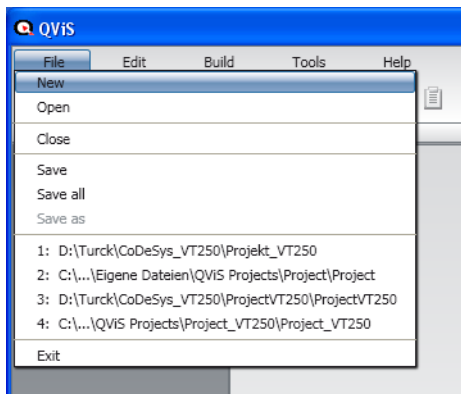 QViS
File Edit Build Tools Help
New
Open
Close
Save
Save all
Save as
1: D:\Turck\CoDeSys_VT250\Projekt_VT250
2: C:\...\Eigene Dateien\QViS Projects\Project\Project
3: D:\Turck\CoDeSys_VT250\ProjectVT250\ProjectVT250
4: C:\...\QViS Projects\Project_VT250\Project_VT250
Exit